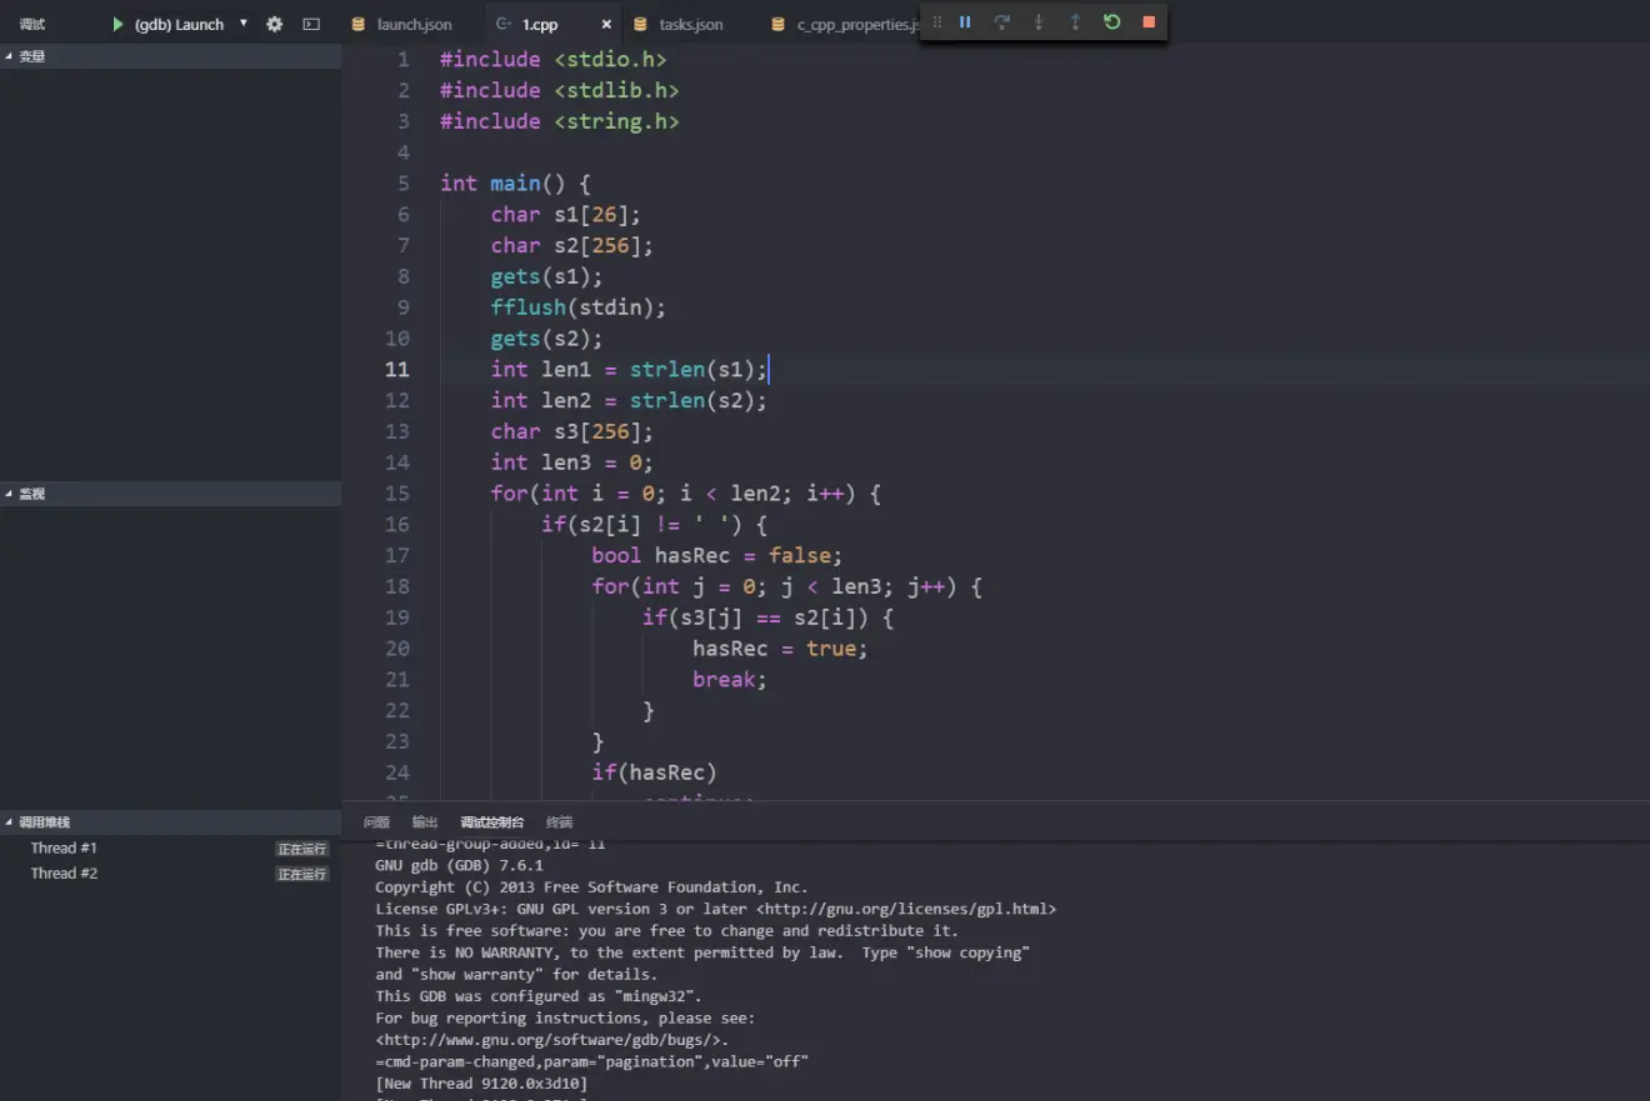 调试 (gdb) Launch launch.json 1.cpp tasks.json c_cpp_properties.js
变量
监视
调用堆栈
Thread #1 正在运行
Thread #2 正在运行
1 #include <stdio.h>
2 #include <stdlib.h>
3 #include <string.h>
4
5 int main() {
6 char s1[26];
7 char s2[256];
8 gets(s1);
9 fflush(stdin);
10 gets(s2);
11 int len1 = strlen(s1);
12 int len2 = strlen(s2);
13 char s3[256];
14 int len3 = 0;
15 for(int i = 0; i < len2; i++) {
16 if(s2[i] != ' ') {
17 bool hasRec = false;
18 for(int j = 0; j < len3; j++) {
19 if(s3[j] == s2[i]) {
20 hasRec = true;
21 break;
22 }
23 }
24 if(hasRec)
25 continue;
问题 输出 调试控制台 终端
=thread-group-added,id="i1"
GNU gdb (GDB) 7.6.1
Copyright (C) 2013 Free Software Foundation, Inc.
License GPLv3+: GNU GPL version 3 or later <http://gnu.org/licenses/gpl.html>
This is free software: you are free to change and redistribute it.
There is NO WARRANTY, to the extent permitted by law.  Type "show copying"
and "show warranty" for details.
This GDB was configured as "mingw32".
For bug reporting instructions, please see:
<http://www.gnu.org/software/gdb/bugs/>.
=cmd-param-changed,param="pagination",value="off"
[New Thread 9120.0x3d10]